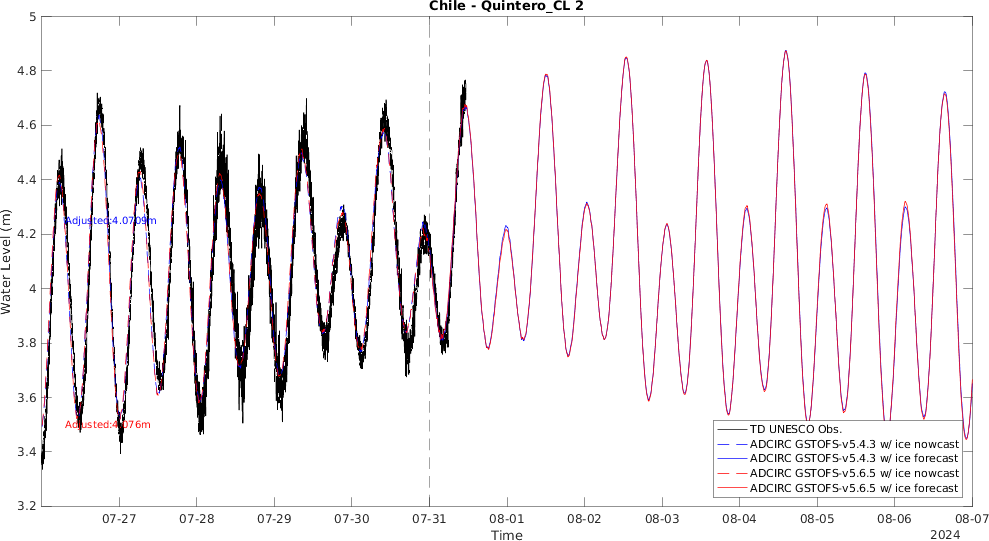 Chile - Quintero_CL 2
5
4.8
4.6
4.4
4.2
4
3.8
3.6
3.4
3.2
Water Level (m)
Adjusted:4.0709m
Adjusted:4.076m
TD UNESCO Obs.
ADCIRC GSTOFS-v5.4.3 w/ ice nowcast
ADCIRC GSTOFS-v5.4.3 w/ ice forecast
ADCIRC GSTOFS-v5.6.5 w/ ice nowcast
ADCIRC GSTOFS-v5.6.5 w/ ice forecast
07-27 07-28 07-29 07-30 07-31 08-01 08-02 08-03 08-04 08-05 08-06 08-07
Time
2024